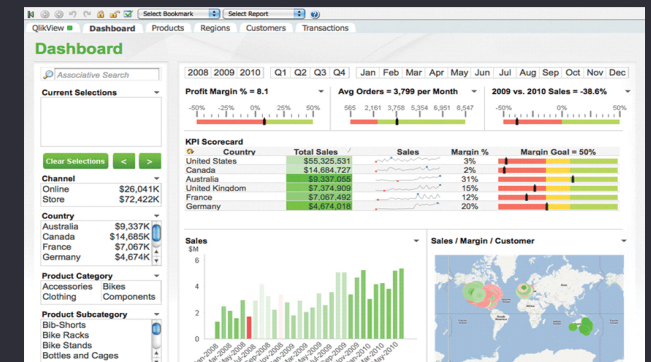 Select Bookmark Select Report
QlikView Dashboard Products Regions Customers Transactions
Dashboard
Associative Search
2008 2009 2010 Q1 Q2 Q3 Q4 Jan Feb Mar Apr May Jun Jul Aug Sep Oct Nov Dec
Current Selections
Profit Margin % = 8.1 Avg Orders = 3,799 per Month 2009 vs. 2010 Sales = -38.6%
-50% -25% 0% 25% 50% 565 2,161 3,758 5,354 6,951 8,547 -50% 0% 50%
KPI Scorecard
Country Total Sales Sales Margin % Margin Goal = 50%
United States $55,325,531 3%
Canada $14,684,727 2%
Australia $9,337,055 31%
United Kingdom $7,374,909 15%
France $7,067,492 12%
Germany $4,674,018 20%
Clear Selections < >
Channel
Online $26,041K
Store $72,422K
Country
Australia $9,337K
Canada $14,685K
France $7,067K
Germany $4,674K
Product Category
Accessories Bikes
Clothing Components
Product Subcategory
Bib-Shorts
Bike Racks
Bike Stands
Bottles and Cages
Sales
$M
6
4
2
0
Sales / Margin / Customer